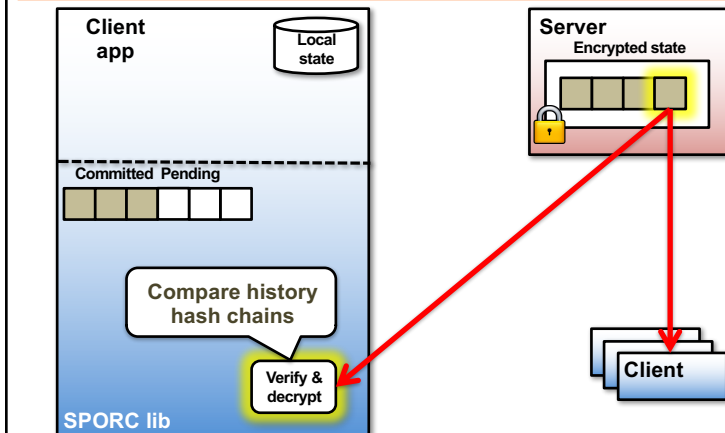 Client
app
Local
state
Server
Encrypted state
Committed Pending
Compare history
hash chains
Verify &
decrypt
Client
SPORC lib